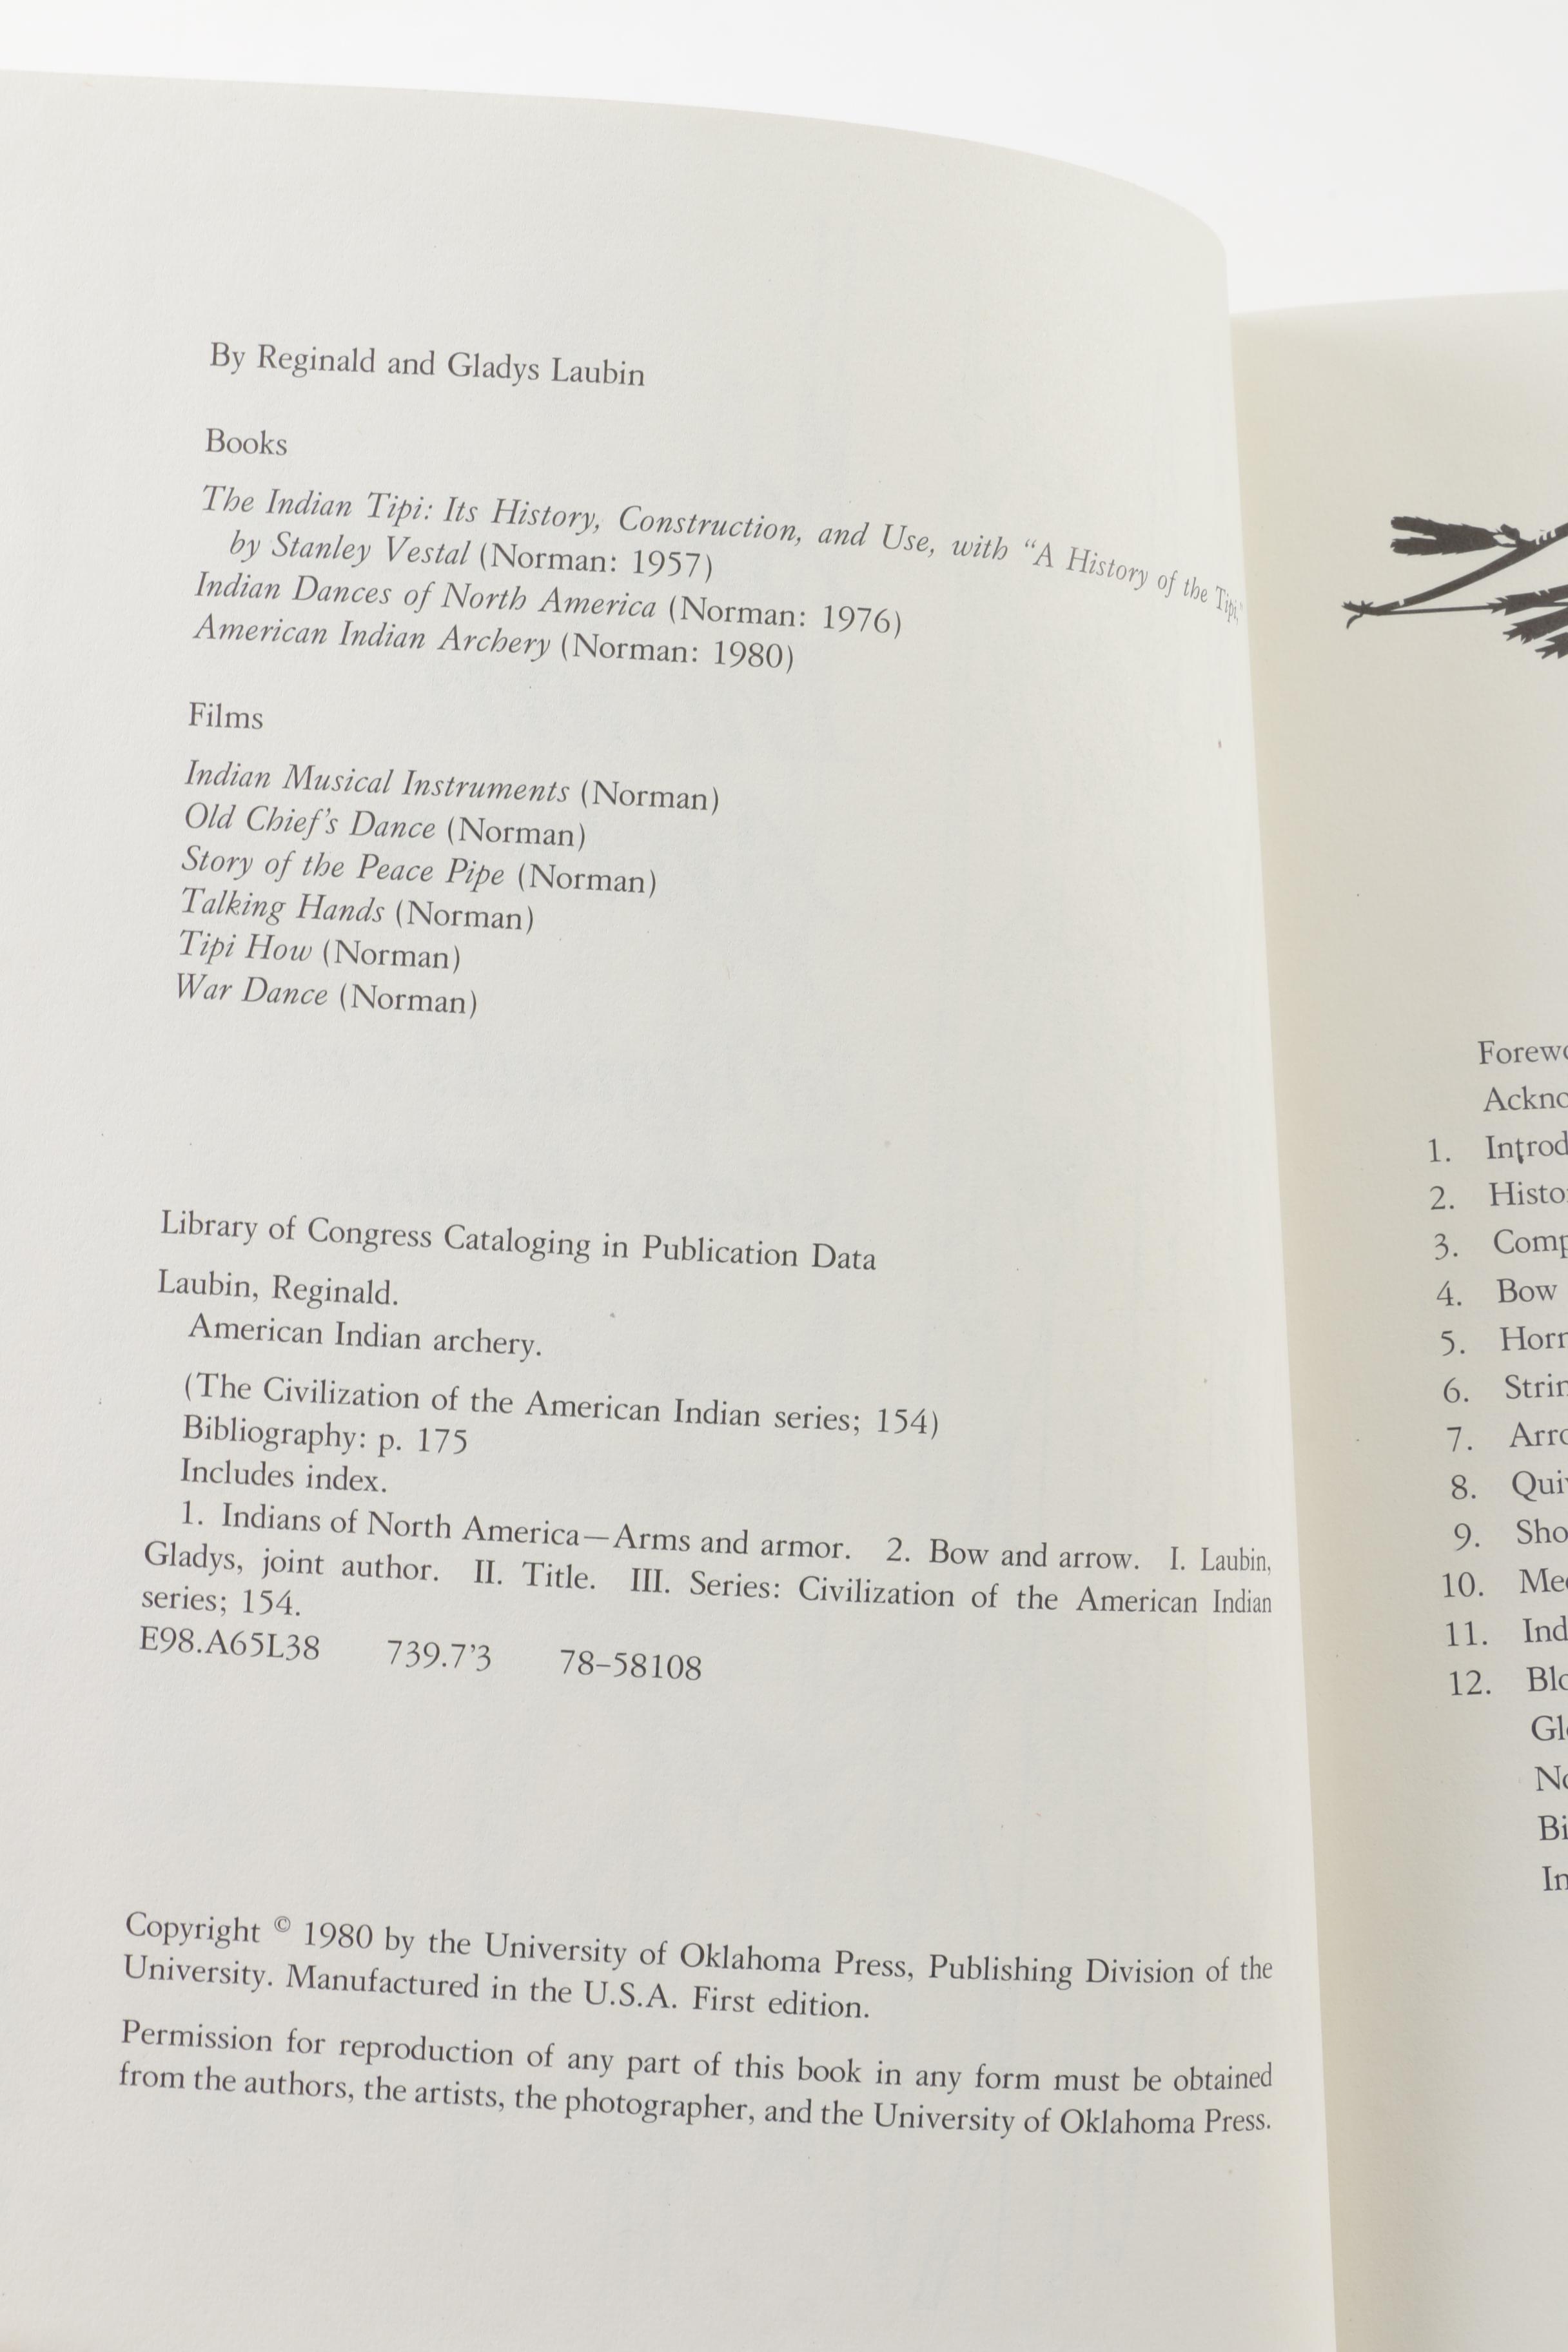 By Reginald and Gladys Laubin
Books
The Indian Tipi: Its History, Construction, and Use, with “A History of the Tipi,”
by Stanley Vestal (Norman: 1957)
Indian Dances of North America (Norman: 1976)
American Indian Archery (Norman: 1980)
Films
Indian Musical Instruments (Norman)
Old Chief’s Dance (Norman)
Story of the Peace Pipe (Norman)
Talking Hands (Norman)
Tipi How (Norman)
War Dance (Norman)
Library of Congress Cataloging in Publication Data
Laubin, Reginald.
American Indian archery.
(The Civilization of the American Indian series; 154)
Bibliography: p. 175
Includes index.
1. Indians of North America—Arms and armor. 2. Bow and arrow. I. Laubin,
Gladys, joint author. II. Title. III. Series: Civilization of the American Indian
series; 154.
E98.A65L38 739.7’3 78–58108
Copyright © 1980 by the University of Oklahoma Press, Publishing Division of the
University. Manufactured in the U.S.A. First edition.
Permission for reproduction of any part of this book in any form must be obtained
from the authors, the artists, the photographer, and the University of Oklahoma Press.
1.
2.
3.
4. Bow
5.
6.
7.
8.
9.
10.
11.
12.